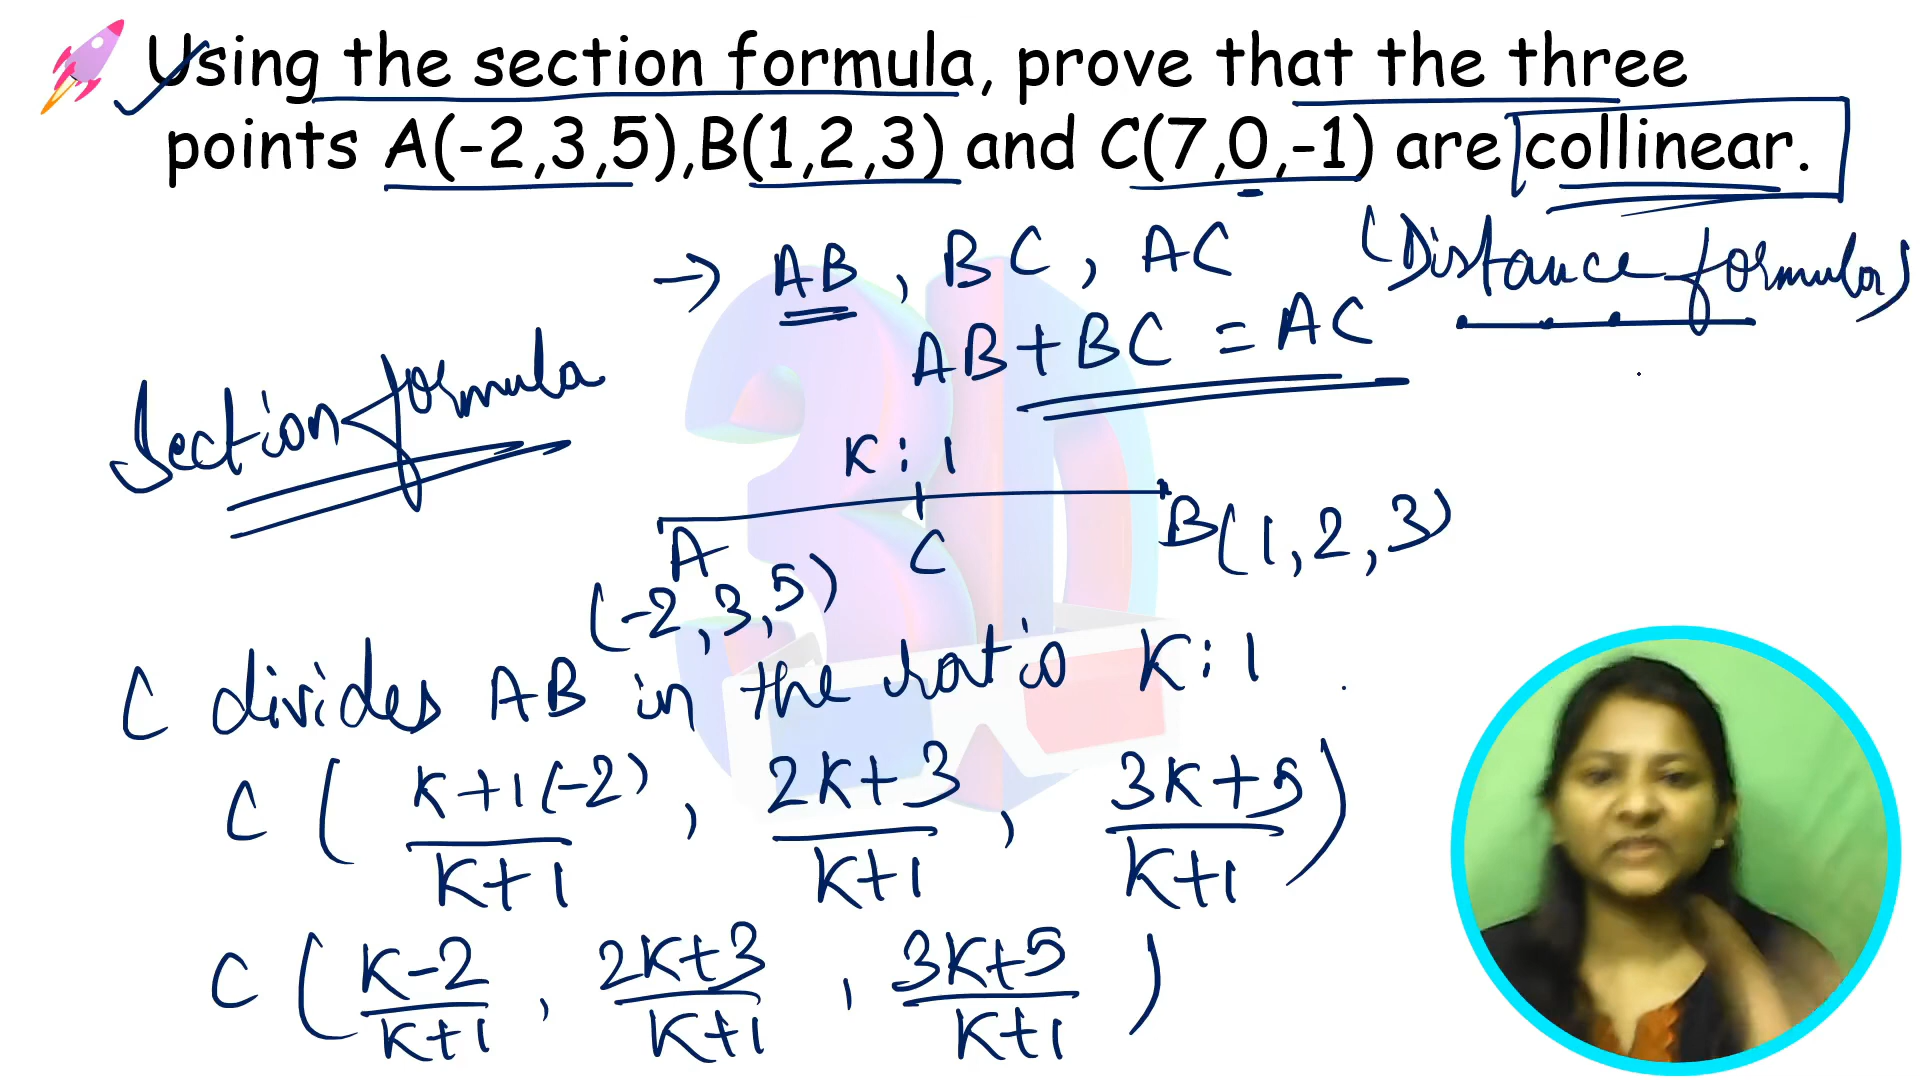 Using the section formula, prove that the three
points A(-2,3,5),B(1,2,3) and C(7,0,-1) are collinear.
→ AB, BC, AC (Distance formula)
AB+BC = AC
Section formula
K : 1
A C B(1,2,3)
(-2,3,5)
C divides AB in the ratio K:1
C ( K+1(-2)/K+1 , 2K+3/K+1 , 3K+5/K+1 )
C ( K-2/K+1 , 2K+3/K+1 , 3K+5/K+1 )